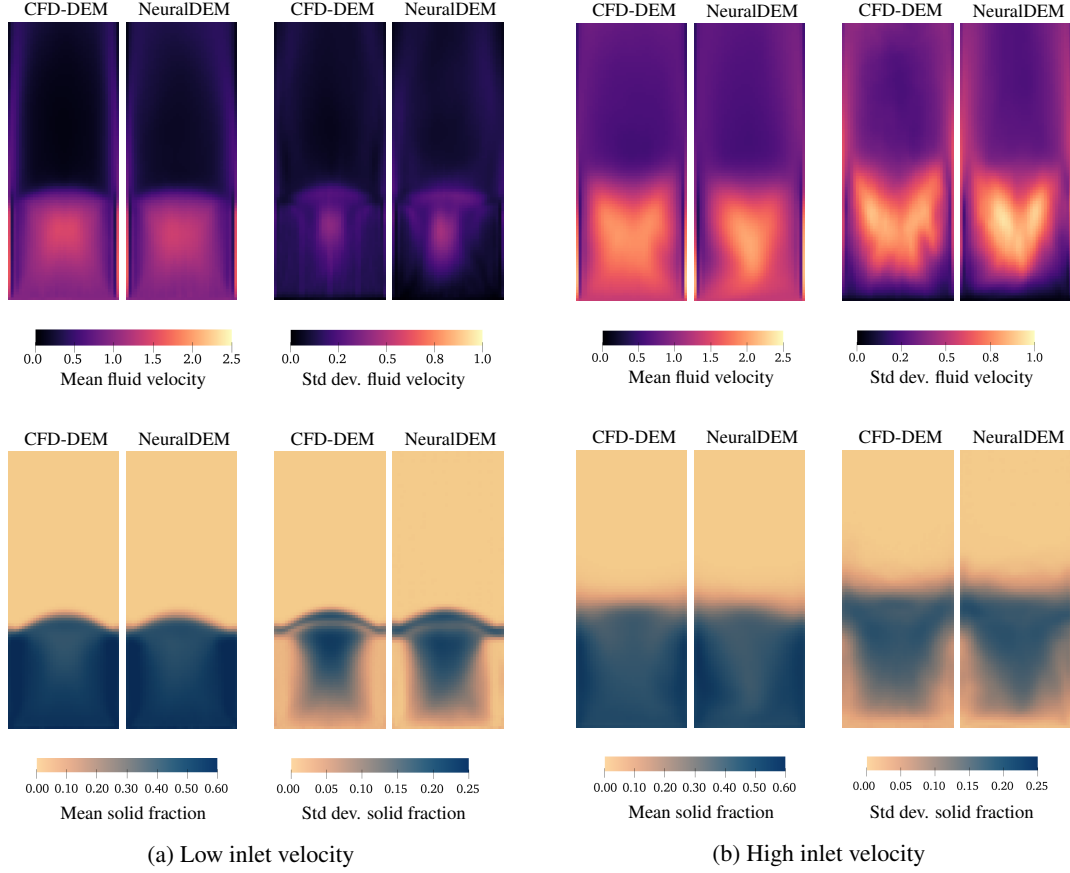 CFD-DEM NeuralDEM CFD-DEM NeuralDEM CFD-DEM NeuralDEM CFD-DEM NeuralDEM
0.0 0.5 1.0 1.5 2.0 2.5 0.0 0.2 0.5 0.8 1.0 0.0 0.5 1.0 1.5 2.0 2.5 0.0 0.2 0.5 0.8 1.0
Mean fluid velocity Std dev. fluid velocity Mean fluid velocity Std dev. fluid velocity
CFD-DEM NeuralDEM CFD-DEM NeuralDEM CFD-DEM NeuralDEM CFD-DEM NeuralDEM
0.00 0.10 0.20 0.30 0.40 0.50 0.60 0.00 0.05 0.10 0.15 0.20 0.25 0.00 0.10 0.20 0.30 0.40 0.50 0.60 0.00 0.05 0.10 0.15 0.20 0.25
Mean solid fraction Std dev. solid fraction Mean solid fraction Std dev. solid fraction
(a) Low inlet velocity (b) High inlet velocity